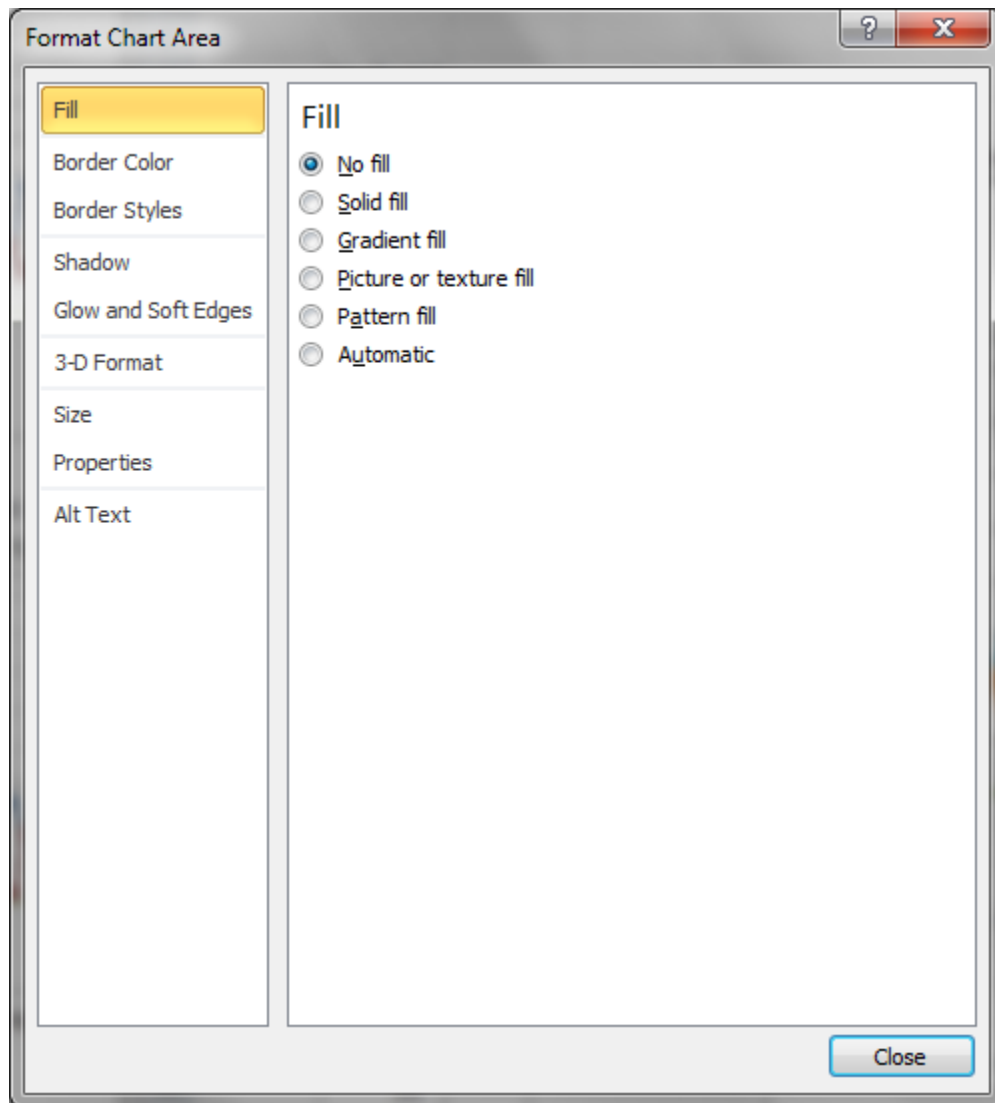 Format Chart Area
?
X
Fill
Border Color
Border Styles
Shadow
Glow and Soft Edges
3-D Format
Size
Properties
Alt Text
Fill
No fill
Solid fill
Gradient fill
Picture or texture fill
Pattern fill
Automatic
Close